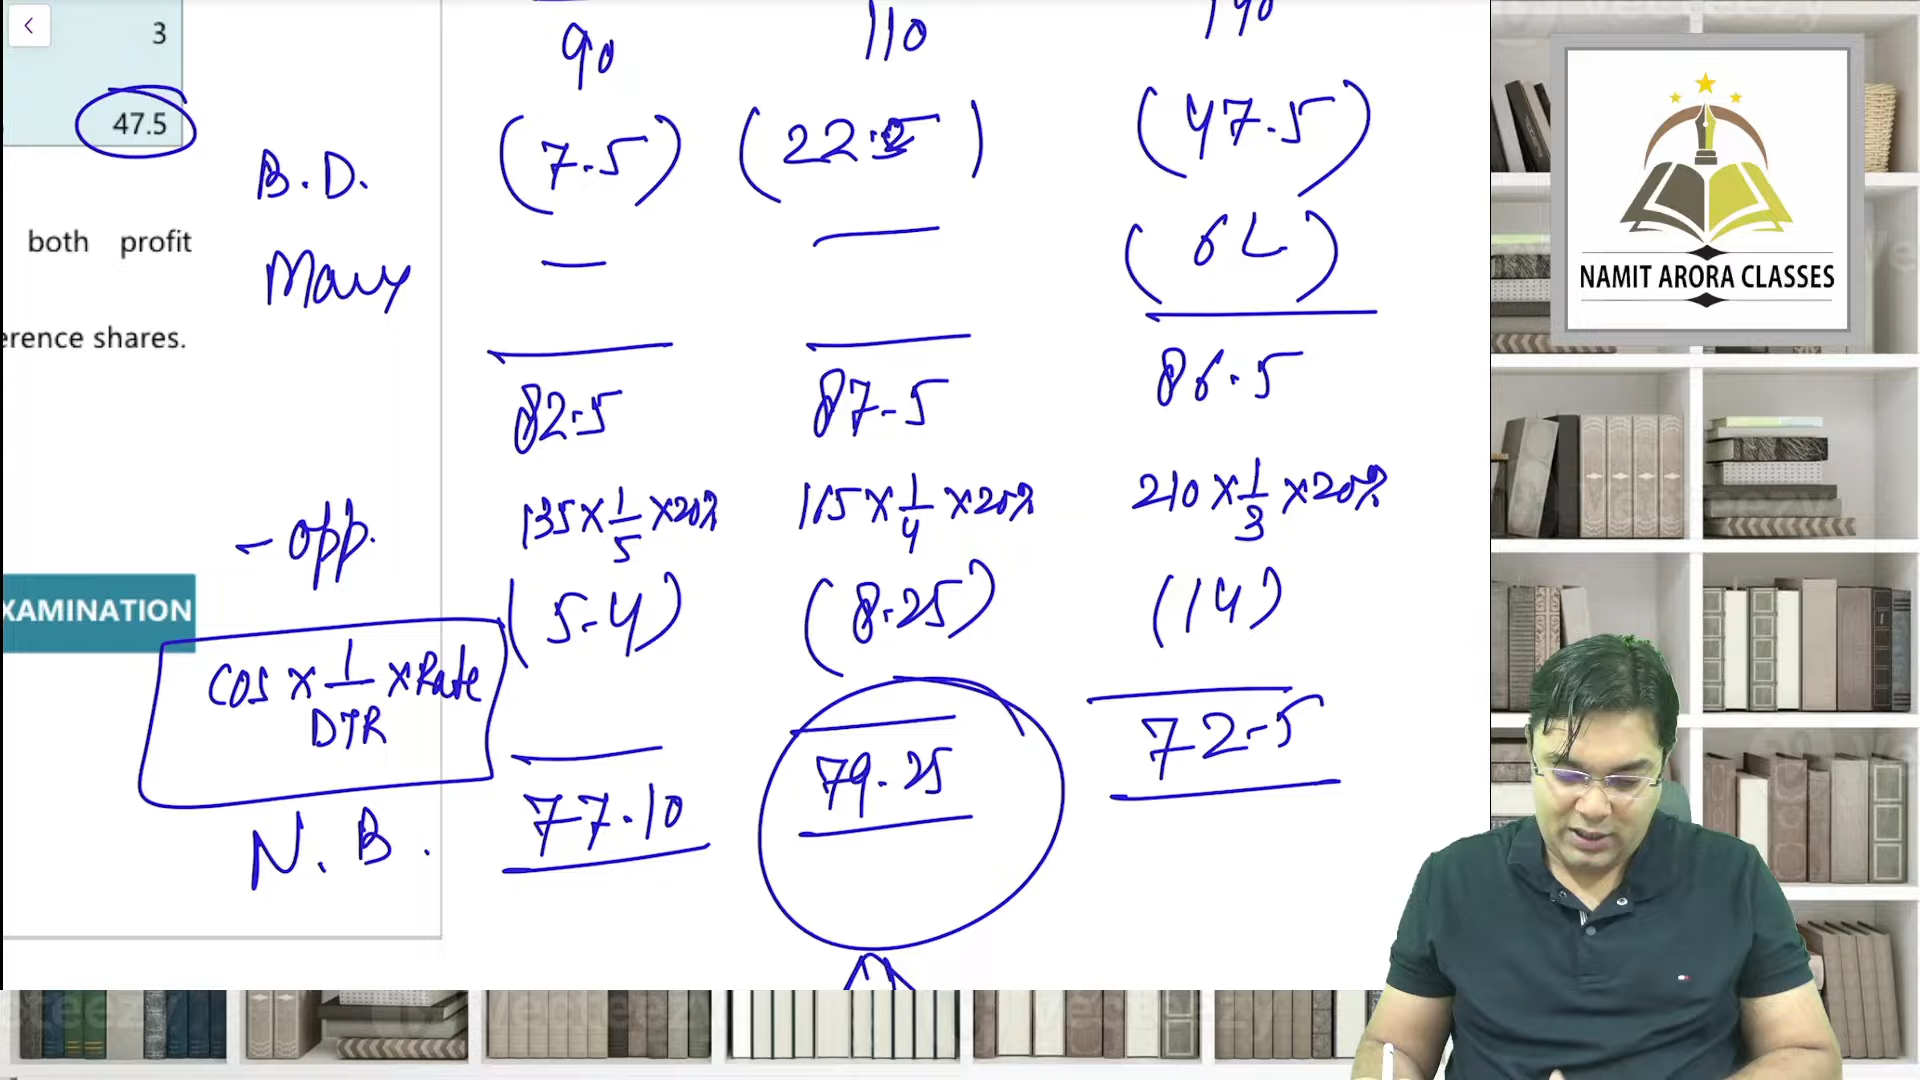 3
90 110 190
47.5
B.D. (7.5) (22.5) (47.5)
both profit
Many — — (6L)
erence shares.
82.5 87.5 86.5
- opp. 135 x 1/5 x 20% 165 x 1/4 x 20% 210 x 1/3 x 20%
XAMINATION
(5.4) (8.25) (14)
COS x 1/DTR x Rate
77.10 79.25 72.5
N.B.
NAMIT ARORA CLASSES